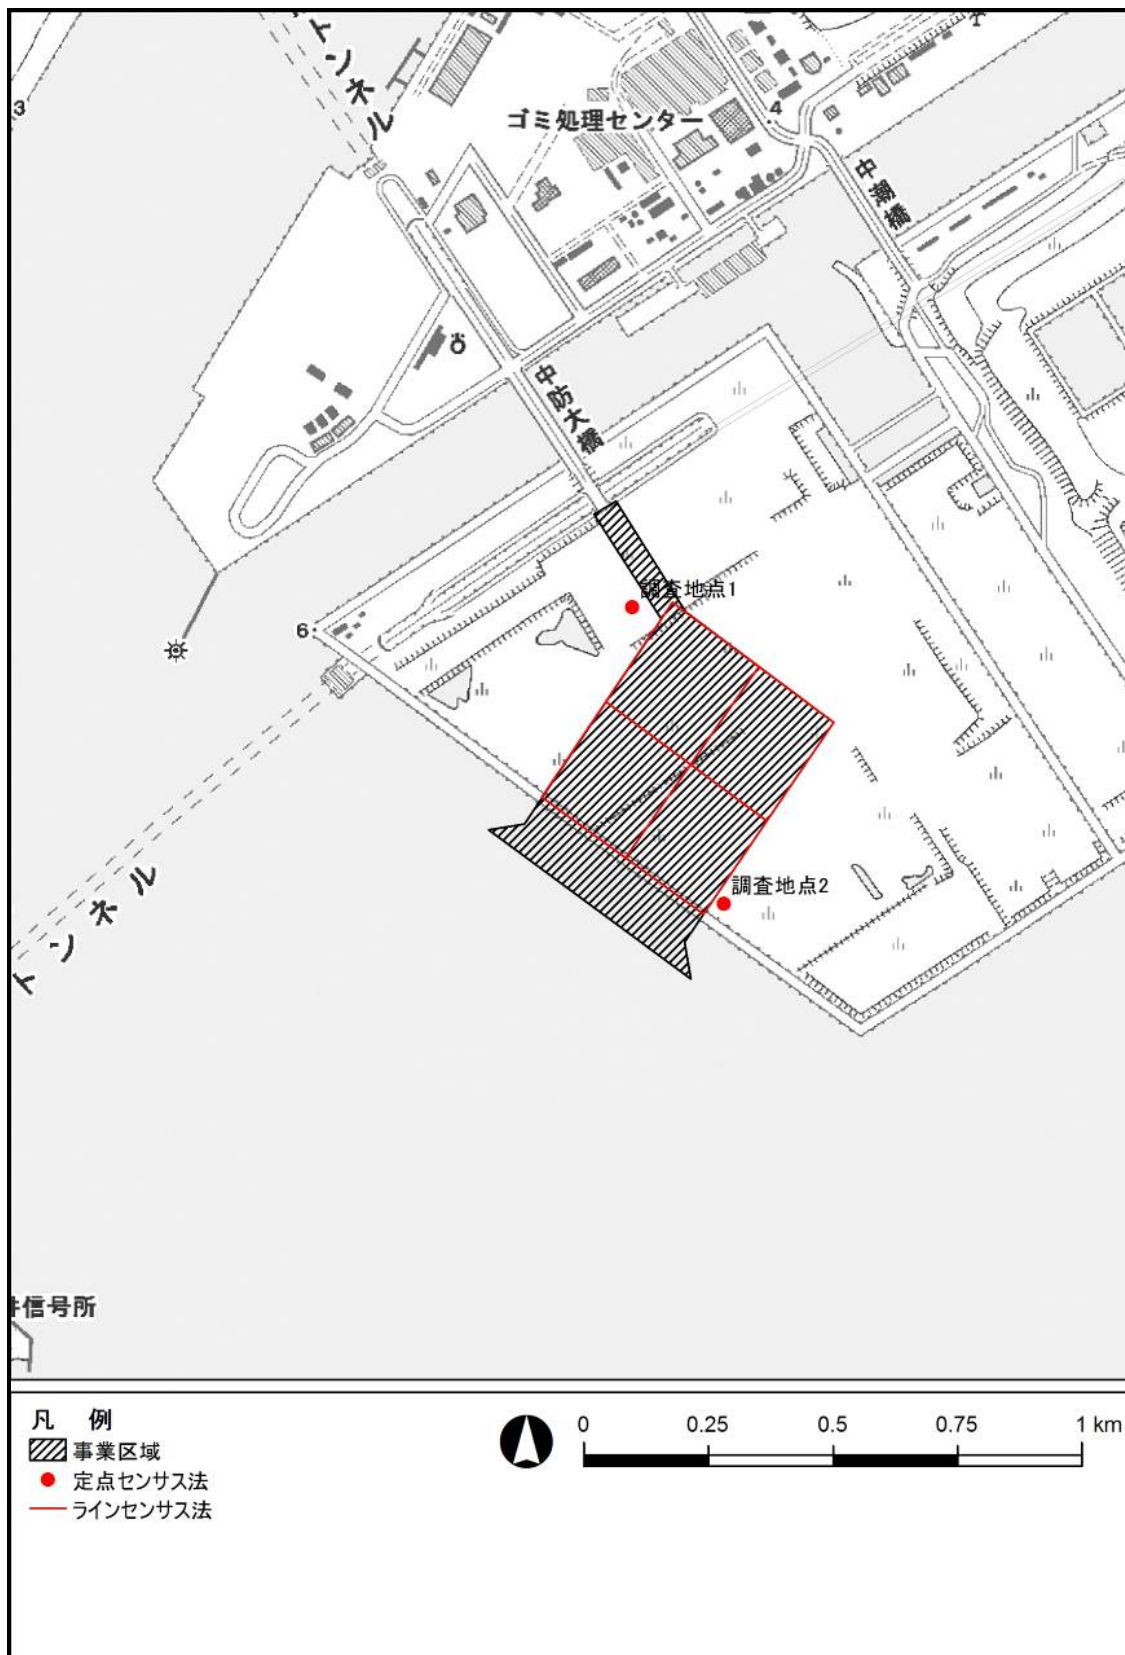 トンネル
3
ゴミ処理センター
4
中潮橋
中防大橋
調査地点1
6
調査地点2
トンネル
信号所
凡 例
事業区域
定点センサス法
ラインセンサス法
0 0.25 0.5 0.75 1 km